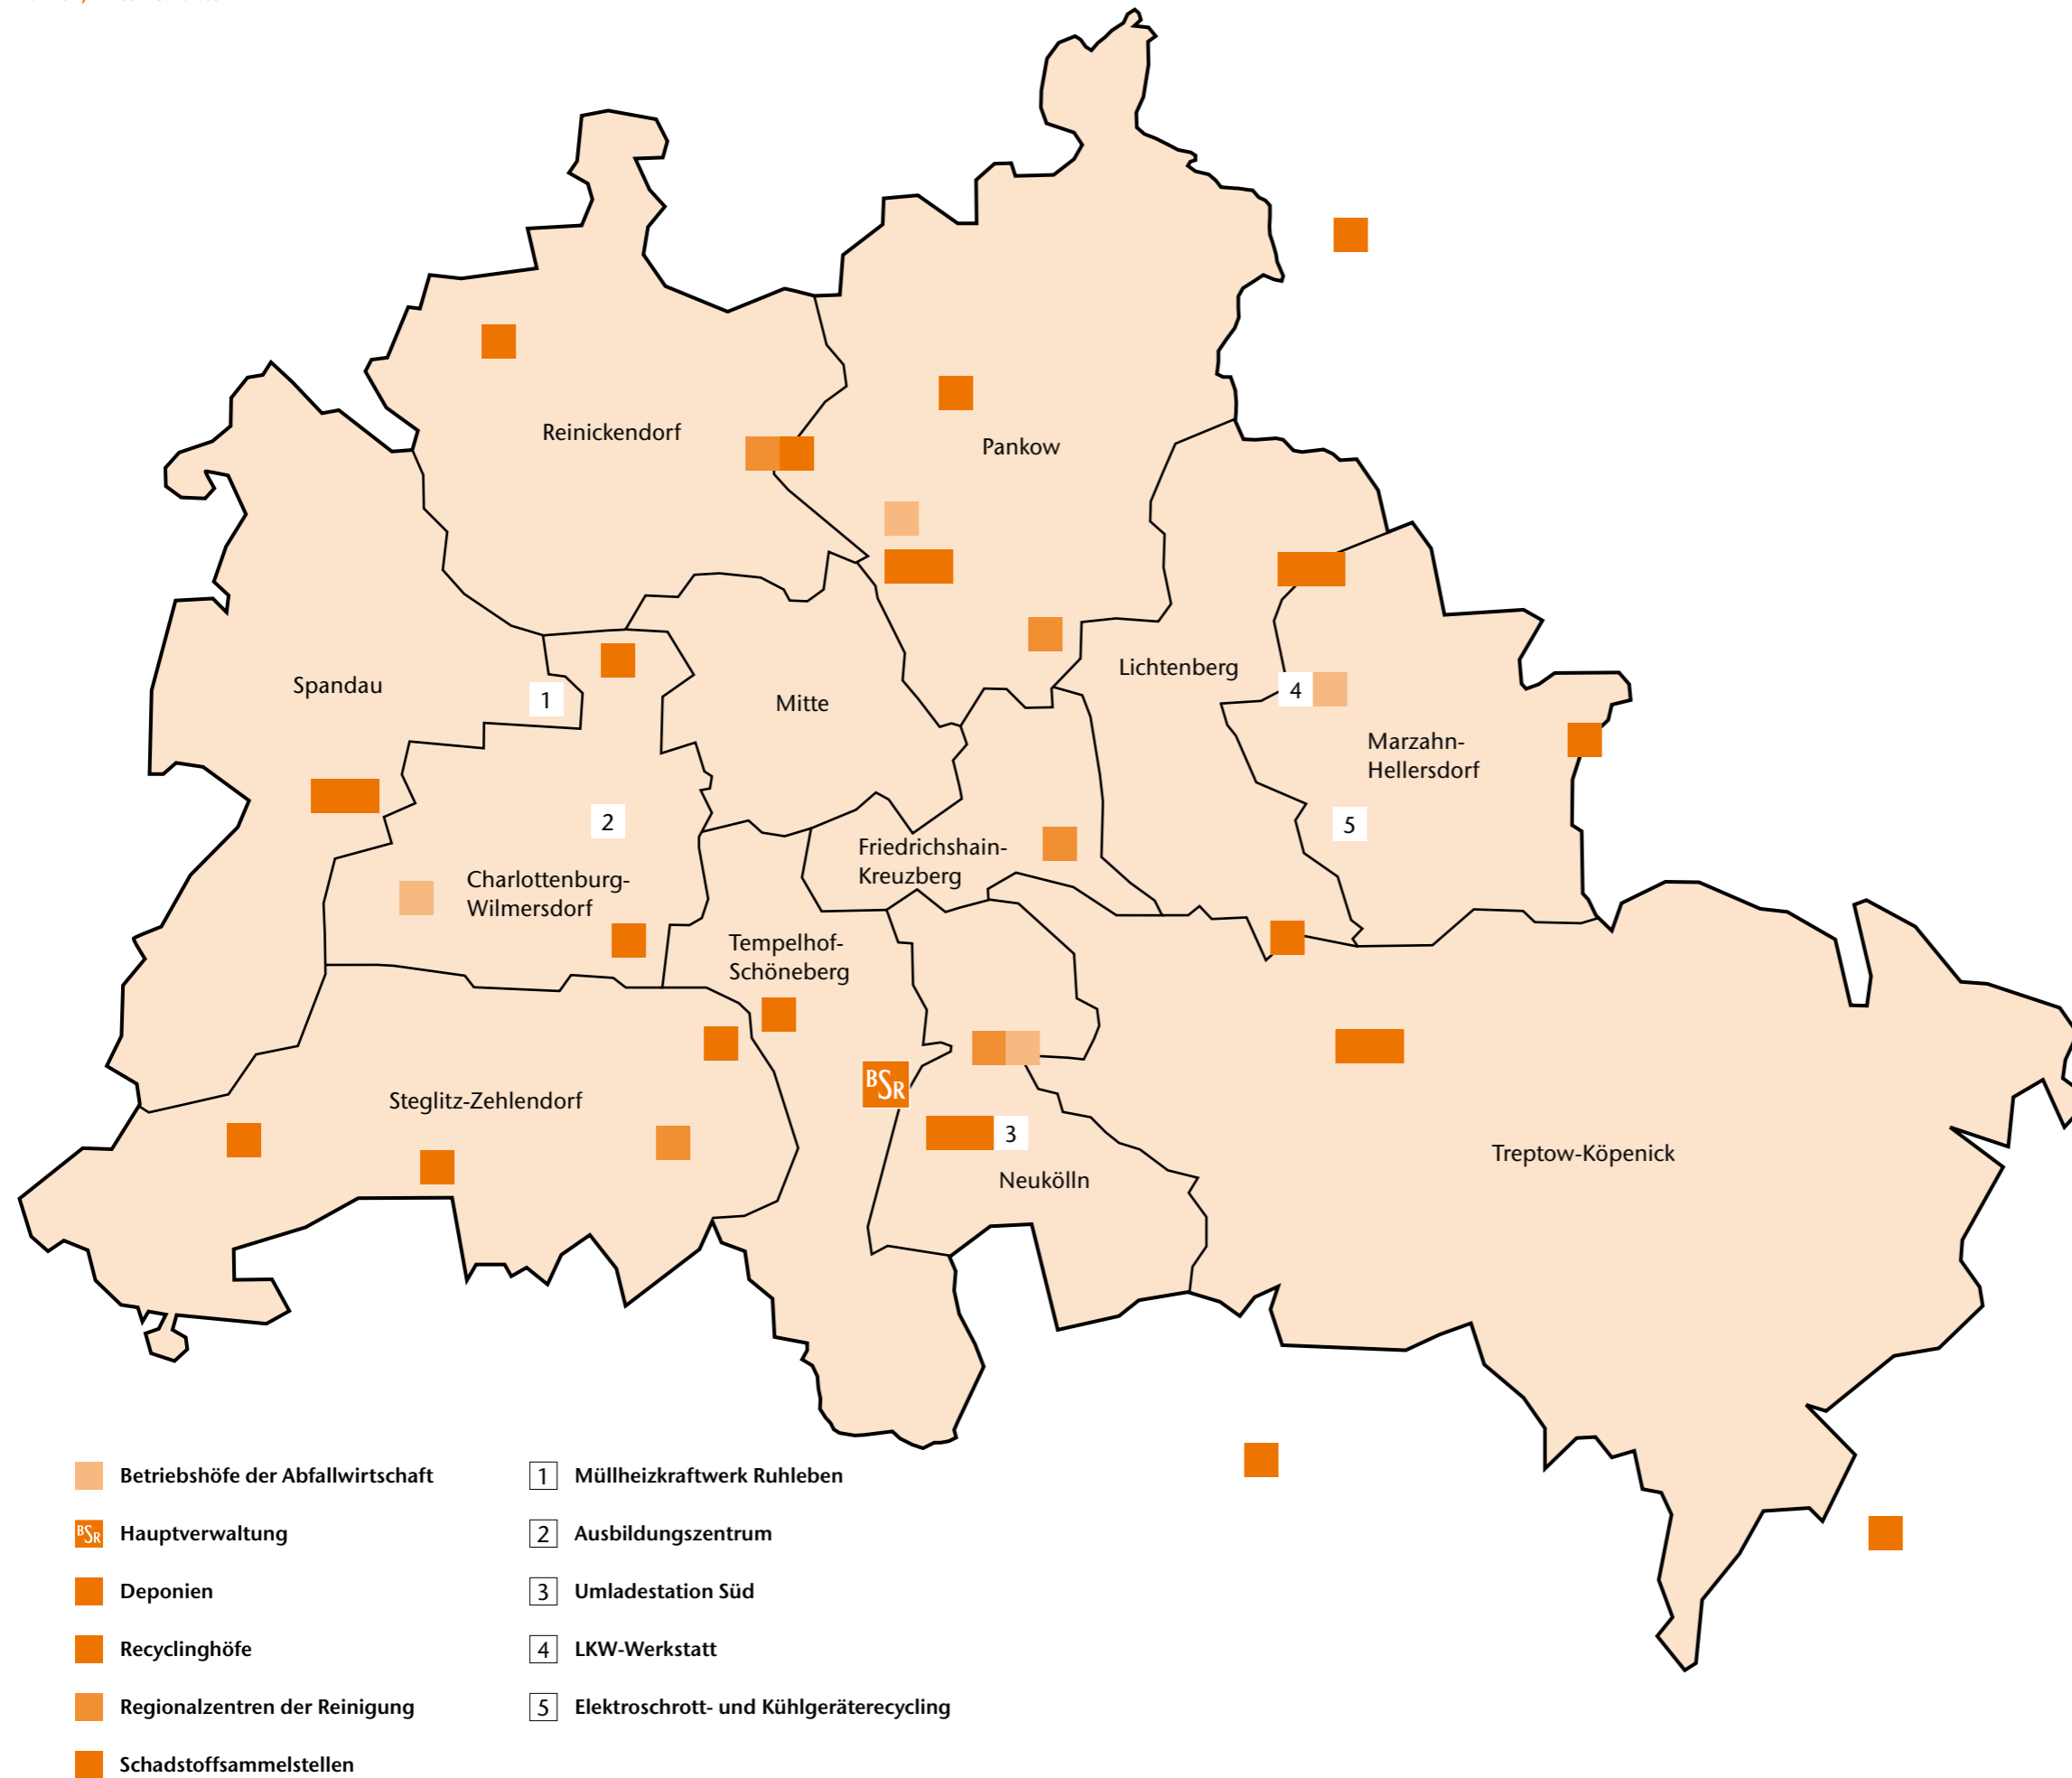 Reinickendorf
Pankow
Spandau
1
Mitte
Lichtenberg
4
Marzahn-
Hellersdorf
2
5
Friedrichshain-
Kreuzberg
Charlottenburg-
Wilmersdorf
Tempelhof-
Schöneberg
BSR
Steglitz-Zehlendorf
3
Neukölln
Treptow-Köpenick
Betriebshöfe der Abfallwirtschaft
BSR Hauptverwaltung
Deponien
Recyclinghöfe
Regionalzentren der Reinigung
Schadstoffsammelstellen
1 Müllheizkraftwerk Ruhleben
2 Ausbildungszentrum
3 Umladestation Süd
4 LKW-Werkstatt
5 Elektroschrott- und Kühlgeräterecycling